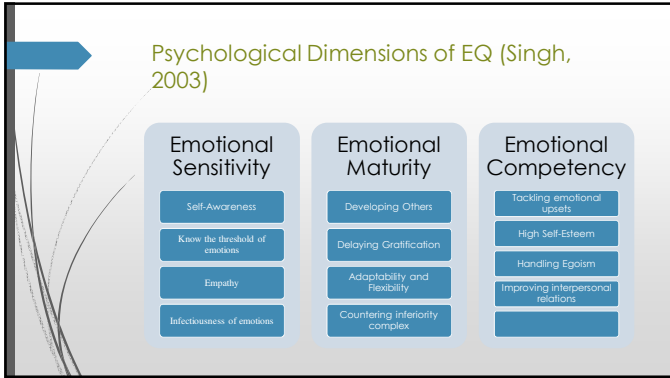 Psychological Dimensions of EQ (Singh,
2003)
Emotional
Sensitivity
Self-Awareness
Know the threshold of
emotions
Empathy
Infectiousness of emotions
Emotional
Maturity
Developing Others
Delaying Gratification
Adaptability and
Flexibility
Countering inferiority
complex
Emotional
Competency
Tackling emotional
upsets
High Self-Esteem
Handling Egoism
Improving interpersonal
relations